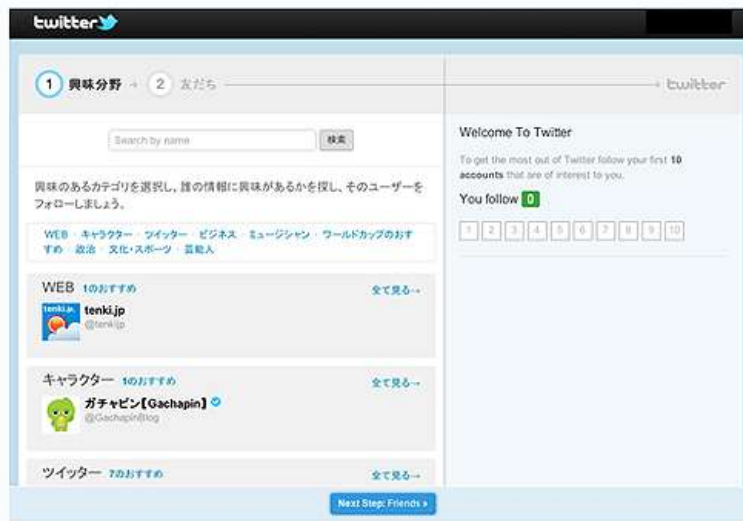 twitter
1 興味分野 → 2 友だち → twitter
Search by name 検索
興味のあるカテゴリを選択し、誰の情報に興味があるかを探し、そのユーザーを
フォローしましょう。
WEB · キャラクター · ツイッター · ビジネス · ミュージシャン · ワールドカップのおす
すめ · 政治 · 文化・スポーツ · 芸能人
WEB 1のおすすめ 全て見る→
tenki.jp
tenki.jp
@tenkijp
キャラクター 1のおすすめ 全て見る→
ガチャピン【Gachapin】
@GachapinBlog
ツイッター 7のおすすめ 全て見る→
Welcome To Twitter
To get the most out of Twitter follow your first 10
accounts that are of interest to you.
You follow 0
1 2 3 4 5 6 7 8 9 10
Next Step: Friends »